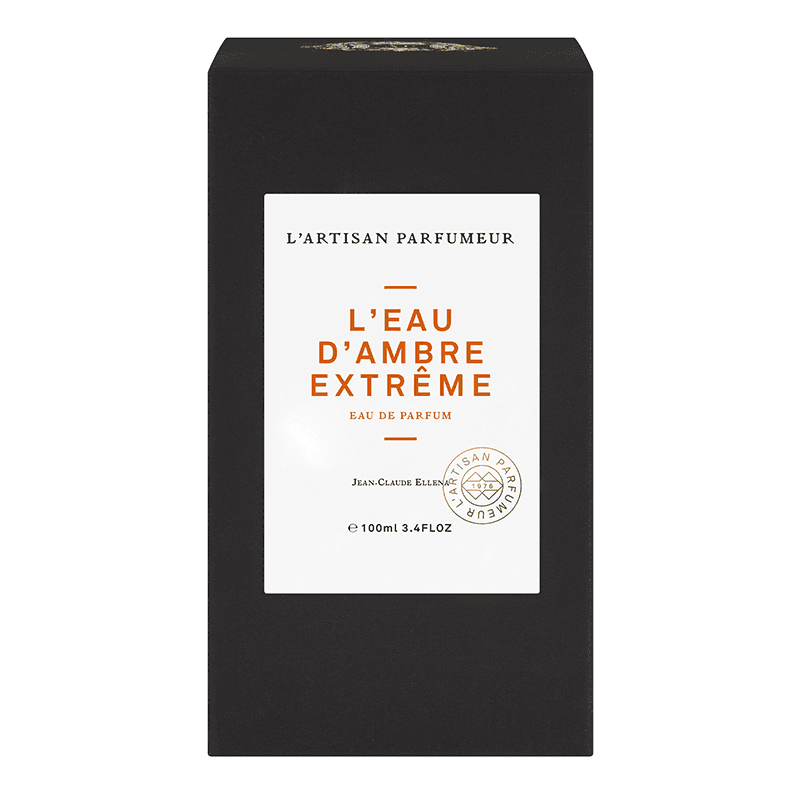 L'ARTISAN PARFUMEUR
L'EAU
D'AMBRE
EXTRÊME
EAU DE PARFUM
JEAN-CLAUDE ELLENA
℮ 100ml 3.4FLOZ
L'ARTISAN PARFUMEUR
1976